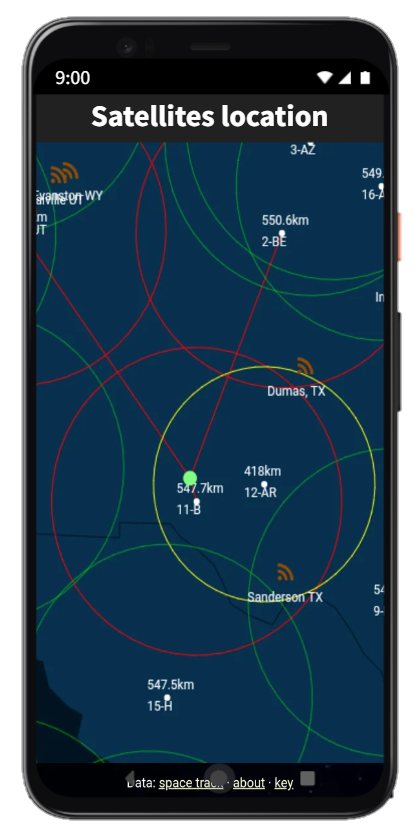 9:00
Satellites location
3-AZ
549.
16-A
Evanston-WY
UT
m
UT
550.6km
2-BE
In
Dumas, TX
547.7km
11-B
418km
12-AR
Sanderson TX
54
9-
547.5km
15-H
Data: space track · about · key